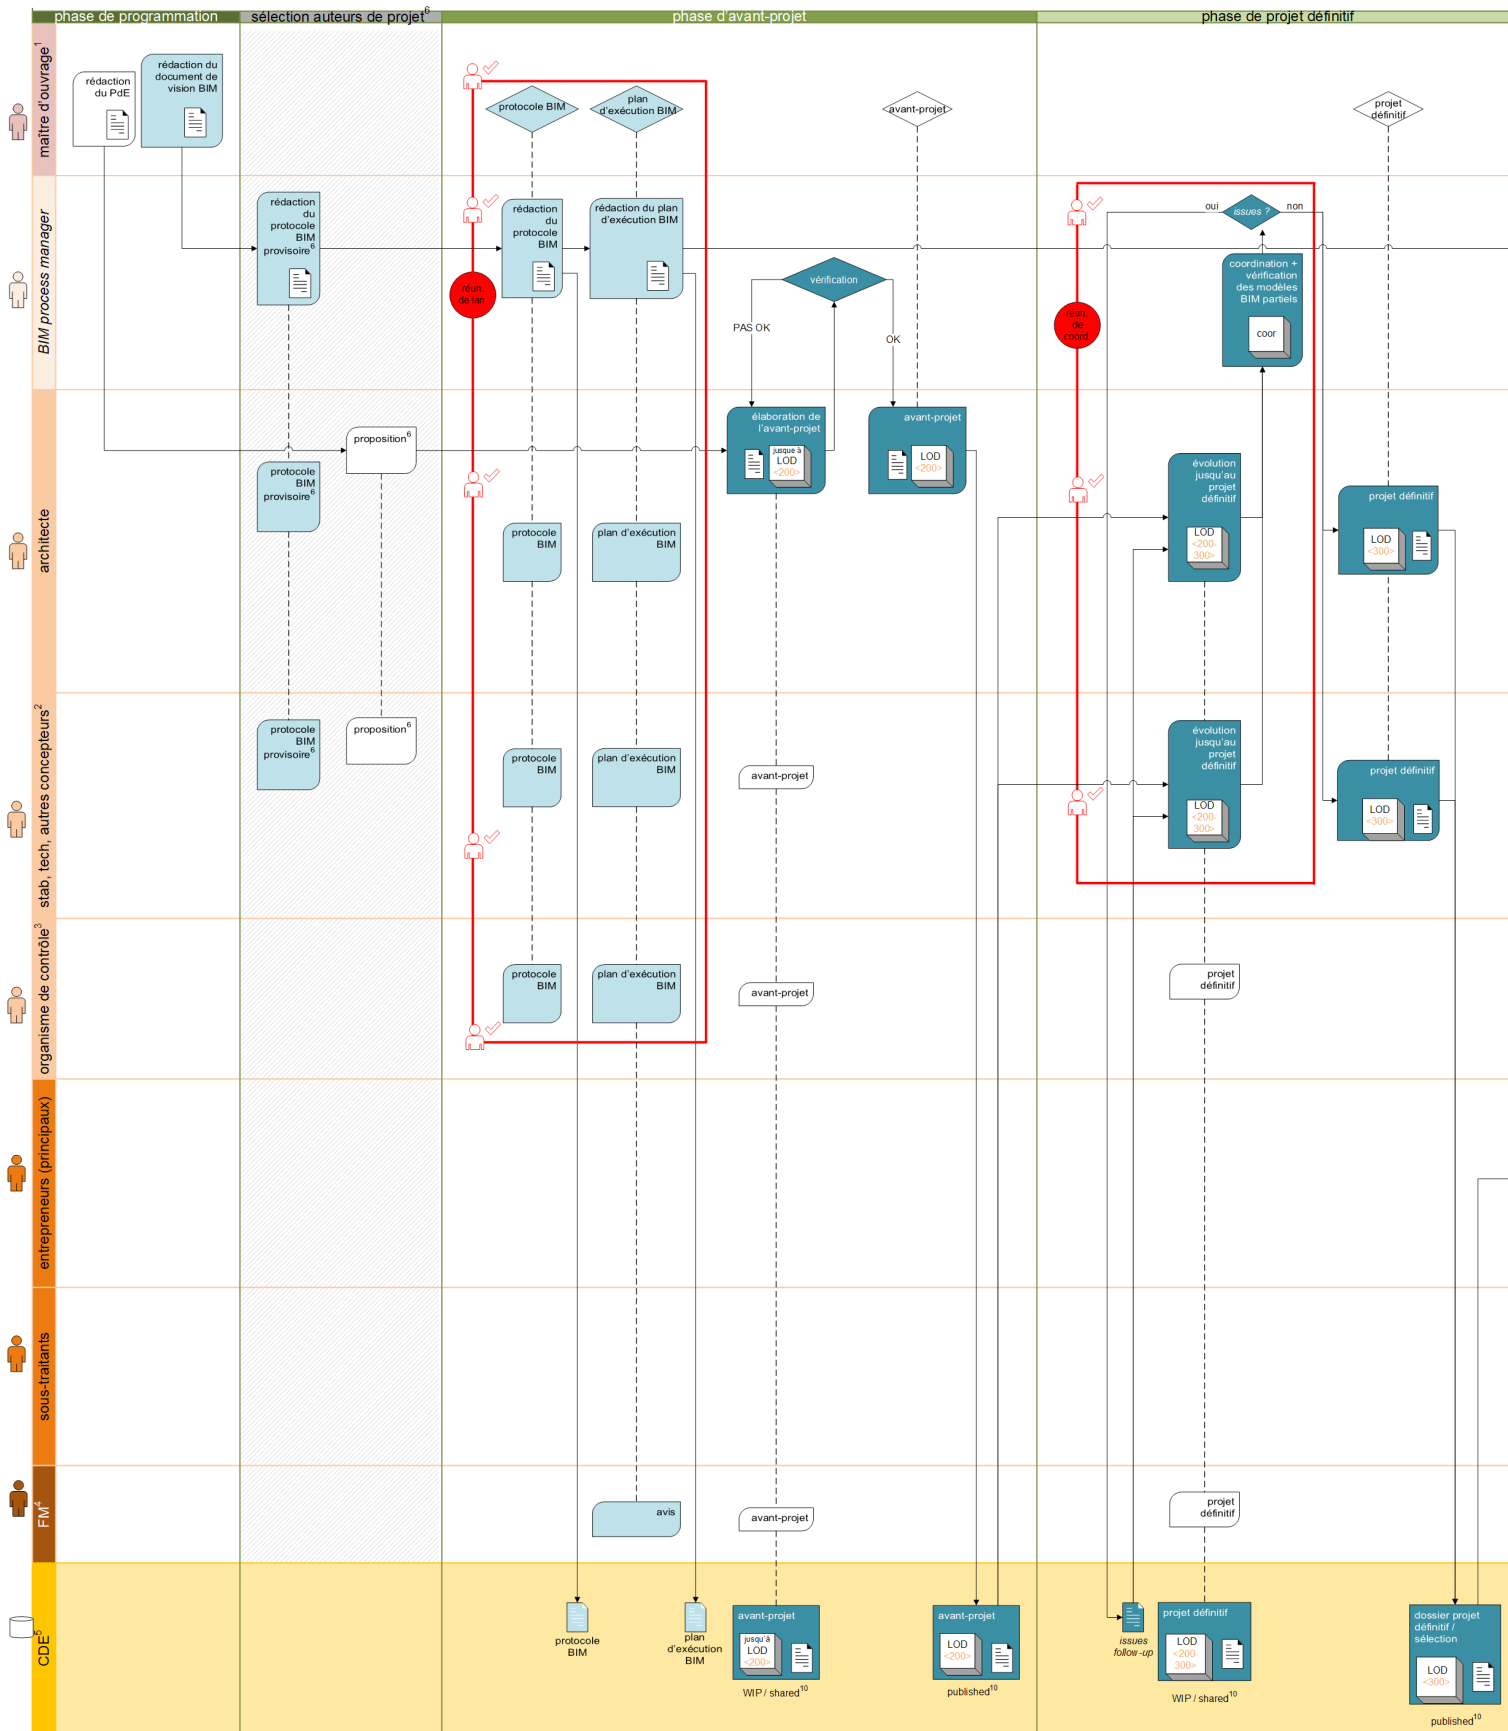 phase de programmation
sélection auteurs de projet⁶
phase d'avant-projet
phase de projet définitif
maître d'ouvrage¹
rédaction
du PdE
rédaction du
document de
vision BIM
protocole BIM
plan
d'exécution BIM
avant-projet
projet
définitif
BIM process manager
rédaction
du
protocole
BIM
provisoire⁶
réun.
de lan.
rédaction
du
protocole
BIM
rédaction du plan
d'exécution BIM
vérification
PAS OK
OK
réun.
de
coord.
oui
issues ?
non
coordination +
vérification
des modèles
BIM partiels
coor
architecte
protocole
BIM
provisoire⁶
proposition⁶
protocole
BIM
plan d'exécution
BIM
élaboration de
l'avant-projet
jusque à
LOD
<200>
avant-projet
LOD
<200>
évolution
jusqu'au
projet
définitif
LOD
<200-
300>
projet définitif
LOD
<300>
stab, tech, autres concepteurs²
protocole
BIM
provisoire⁶
proposition⁶
protocole
BIM
plan d'exécution
BIM
avant-projet
évolution
jusqu'au
projet
définitif
LOD
<200-
300>
projet définitif
LOD
<300>
organisme de contrôle³
protocole
BIM
plan d'exécution
BIM
avant-projet
projet
définitif
entrepreneurs (principaux)
sous-traitants
FM⁴
avis
avant-projet
projet
définitif
CDE⁵
protocole
BIM
plan
d'exécution
BIM
avant-projet
jusqu'à
LOD
<200>
WIP / shared¹⁰
avant-projet
LOD
<200>
published¹⁰
issues
follow-up
projet définitif
LOD
<200-
300>
WIP / shared¹⁰
dossier projet
définitif /
sélection
LOD
<300>
published¹⁰